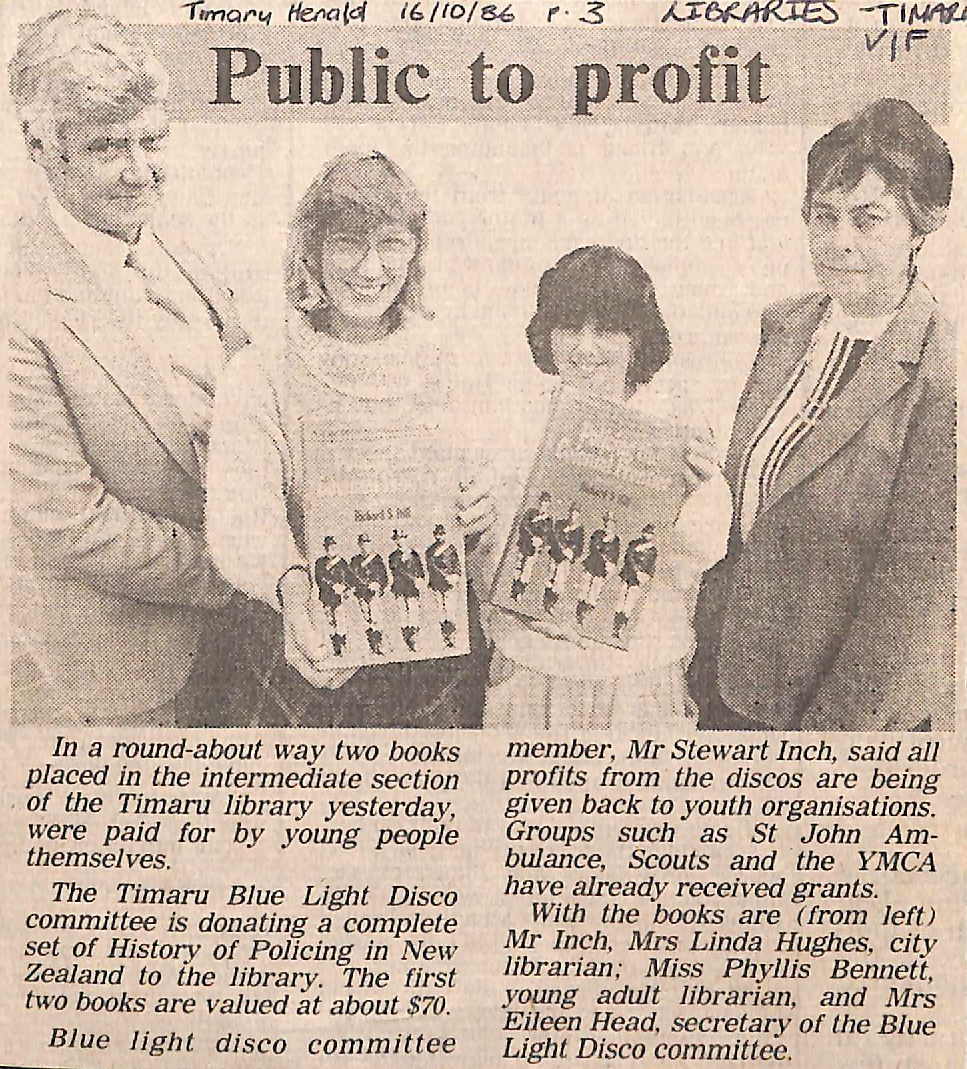 Timaru Herald 16/10/86 p. 3 LIBRARIES - TIMARU
V/F
Public to profit
Richard S Hill
In a round-about way two books
placed in the intermediate section
of the Timaru library yesterday,
were paid for by young people
themselves.
The Timaru Blue Light Disco
committee is donating a complete
set of History of Policing in New
Zealand to the library. The first
two books are valued at about $70.
Blue light disco committee
member, Mr Stewart Inch, said all
profits from the discos are being
given back to youth organisations.
Groups such as St John Am-
bulance, Scouts and the YMCA
have already received grants.
With the books are (from left)
Mr Inch, Mrs Linda Hughes, city
librarian; Miss Phyllis Bennett,
young adult librarian, and Mrs
Eileen Head, secretary of the Blue
Light Disco committee.